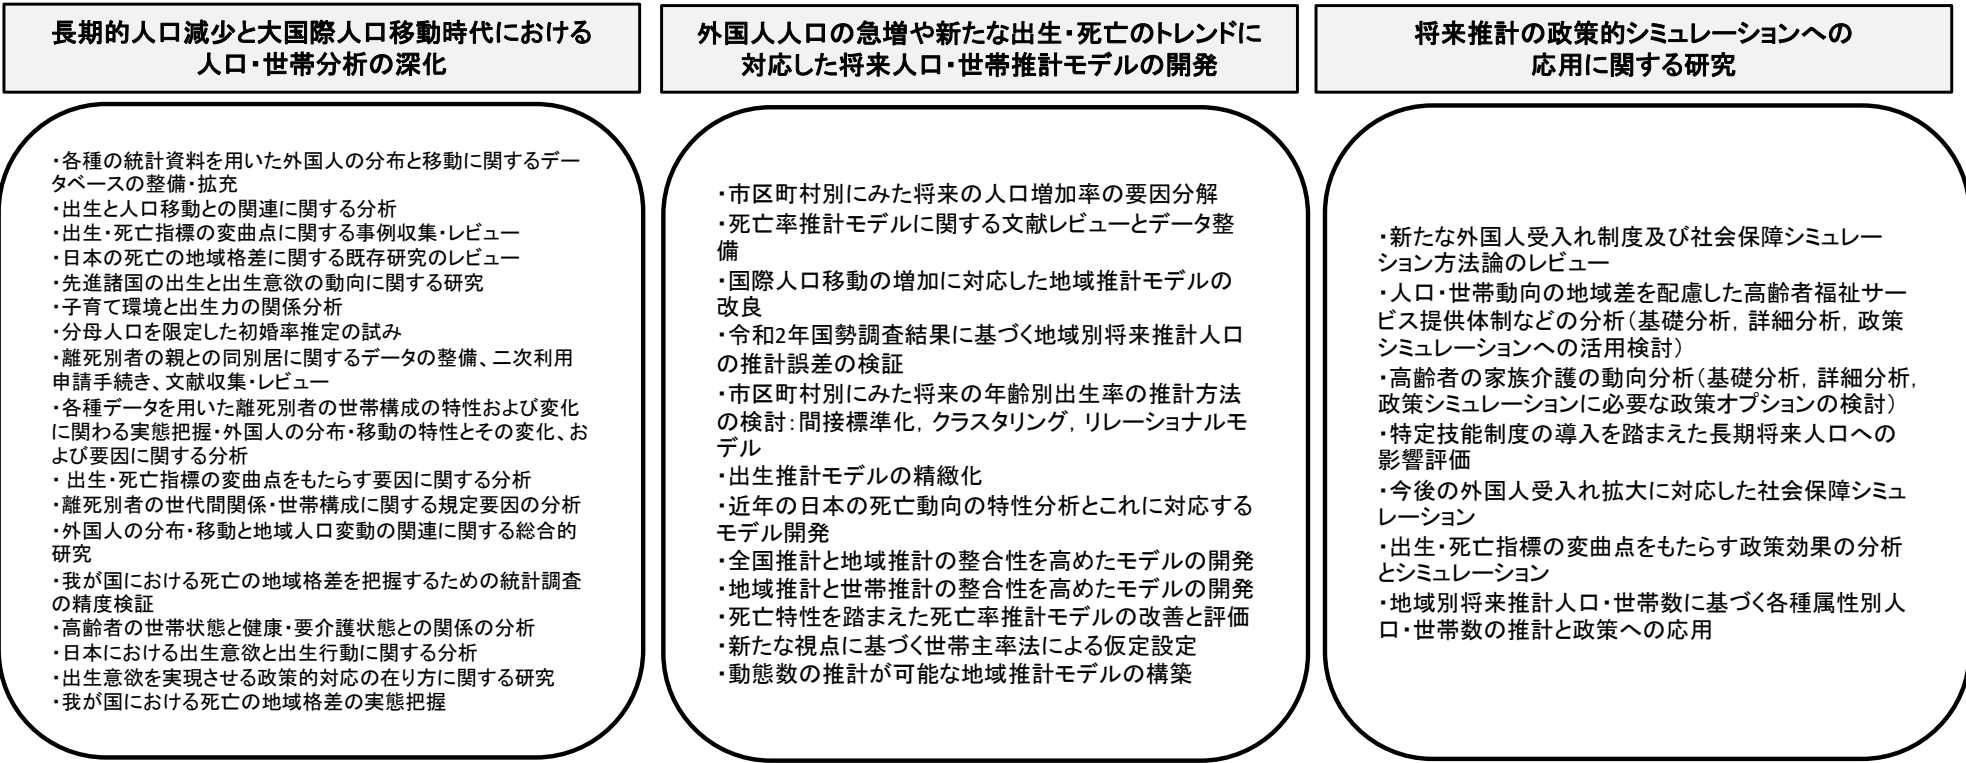 長期的人口減少と大国際人口移動時代における
人口・世帯分析の深化
・各種の統計資料を用いた外国人の分布と移動に関するデー
タベースの整備・拡充
・出生と人口移動との関連に関する分析
・出生・死亡指標の変曲点に関する事例収集・レビュー
・日本の死亡の地域格差に関する既存研究のレビュー
・先進諸国の出生と出生意欲の動向に関する研究
・子育て環境と出生力の関係分析
・分母人口を限定した初婚率推定の試み
・離死別者の親との同別居に関するデータの整備、二次利用
申請手続き、文献収集・レビュー
・各種データを用いた離死別者の世帯構成の特性および変化
に関わる実態把握・外国人の分布・移動の特性とその変化、お
よび要因に関する分析
・ 出生・死亡指標の変曲点をもたらす要因に関する分析
・離死別者の世代間関係・世帯構成に関する規定要因の分析
・外国人の分布・移動と地域人口変動の関連に関する総合的
研究
・我が国における死亡の地域格差を把握するための統計調査
の精度検証
・高齢者の世帯状態と健康・要介護状態との関係の分析
・日本における出生意欲と出生行動に関する分析
・出生意欲を実現させる政策的対応の在り方に関する研究
・我が国における死亡の地域格差の実態把握
外国人人口の急増や新たな出生・死亡のトレンドに
対応した将来人口・世帯推計モデルの開発
・市区町村別にみた将来の人口増加率の要因分解
・死亡率推計モデルに関する文献レビューとデータ整
備
・国際人口移動の増加に対応した地域推計モデルの
改良
・令和2年国勢調査結果に基づく地域別将来推計人口
の推計誤差の検証
・市区町村別にみた将来の年齢別出生率の推計方法
の検討：間接標準化，クラスタリング，リレーショナルモ
デル
・出生推計モデルの精緻化
・近年の日本の死亡動向の特性分析とこれに対応する
モデル開発
・全国推計と地域推計の整合性を高めたモデルの開発
・地域推計と世帯推計の整合性を高めたモデルの開発
・死亡特性を踏まえた死亡率推計モデルの改善と評価
・新たな視点に基づく世帯主率法による仮定設定
・動態数の推計が可能な地域推計モデルの構築
将来推計の政策的シミュレーションへの
応用に関する研究
・新たな外国人受入れ制度及び社会保障シミュレー
ション方法論のレビュー
・人口・世帯動向の地域差を配慮した高齢者福祉サー
ビス提供体制などの分析（基礎分析，詳細分析，政策
シミュレーションへの活用検討）
・高齢者の家族介護の動向分析（基礎分析，詳細分析，
政策シミュレーションに必要な政策オプションの検討）
・特定技能制度の導入を踏まえた長期将来人口への
影響評価
・今後の外国人受入れ拡大に対応した社会保障シミュ
レーション
・出生・死亡指標の変曲点をもたらす政策効果の分析
とシミュレーション
・地域別将来推計人口・世帯数に基づく各種属性別人
口・世帯数の推計と政策への応用